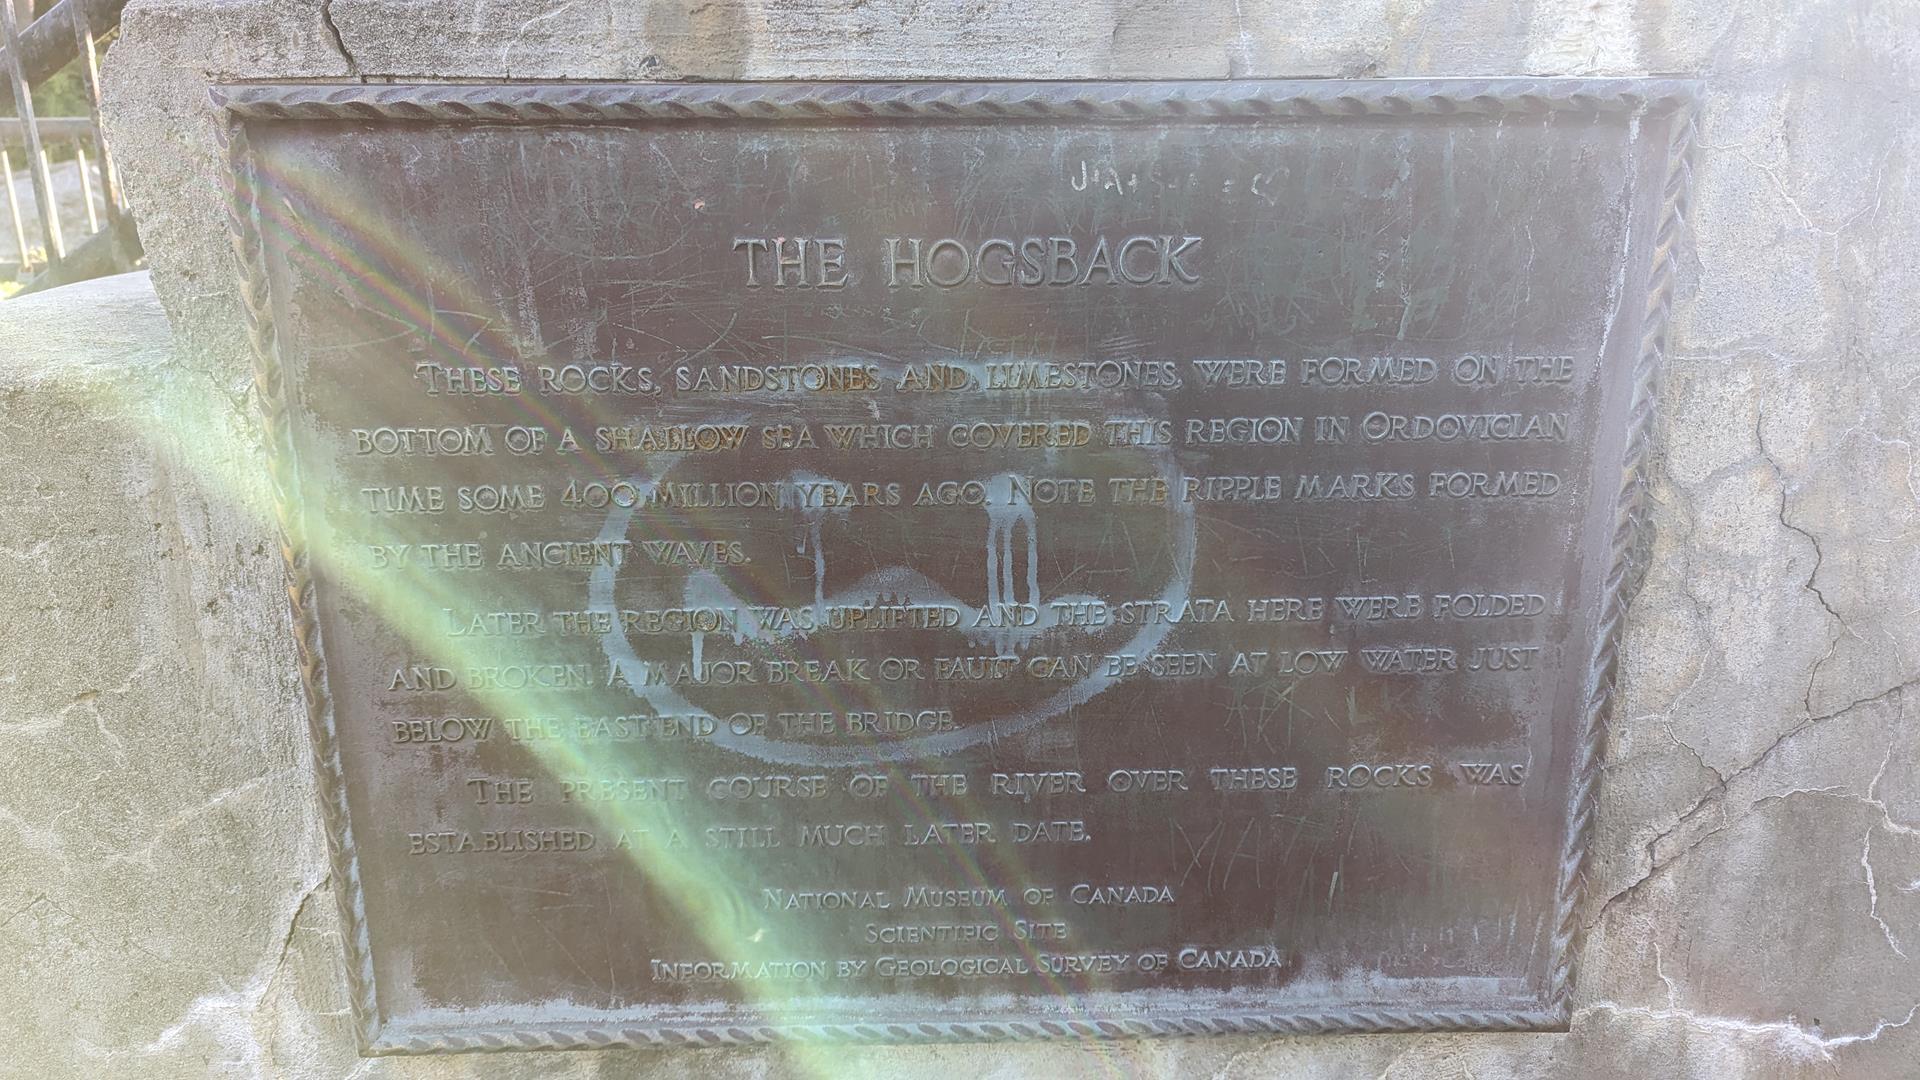 THE HOGSBACK
THESE ROCKS, SANDSTONES AND LIMESTONES, WERE FORMED ON THE
BOTTOM OF A SHALLOW SEA WHICH COVERED THIS REGION IN ORDOVICIAN
TIME SOME 400 MILLION YEARS AGO. NOTE THE RIPPLE MARKS FORMED
BY THE ANCIENT WAVES.
LATER THE REGION WAS UPLIFTED AND THE STRATA HERE WERE FOLDED
AND BROKEN. A MAJOR BREAK OR FAULT CAN BE SEEN AT LOW WATER JUST
BELOW THE EAST END OF THE BRIDGE.
THE PRESENT COURSE OF THE RIVER OVER THESE ROCKS WAS
ESTABLISHED AT A STILL MUCH LATER DATE.
NATIONAL MUSEUM OF CANADA
SCIENTIFIC SITE
INFORMATION BY GEOLOGICAL SURVEY OF CANADA